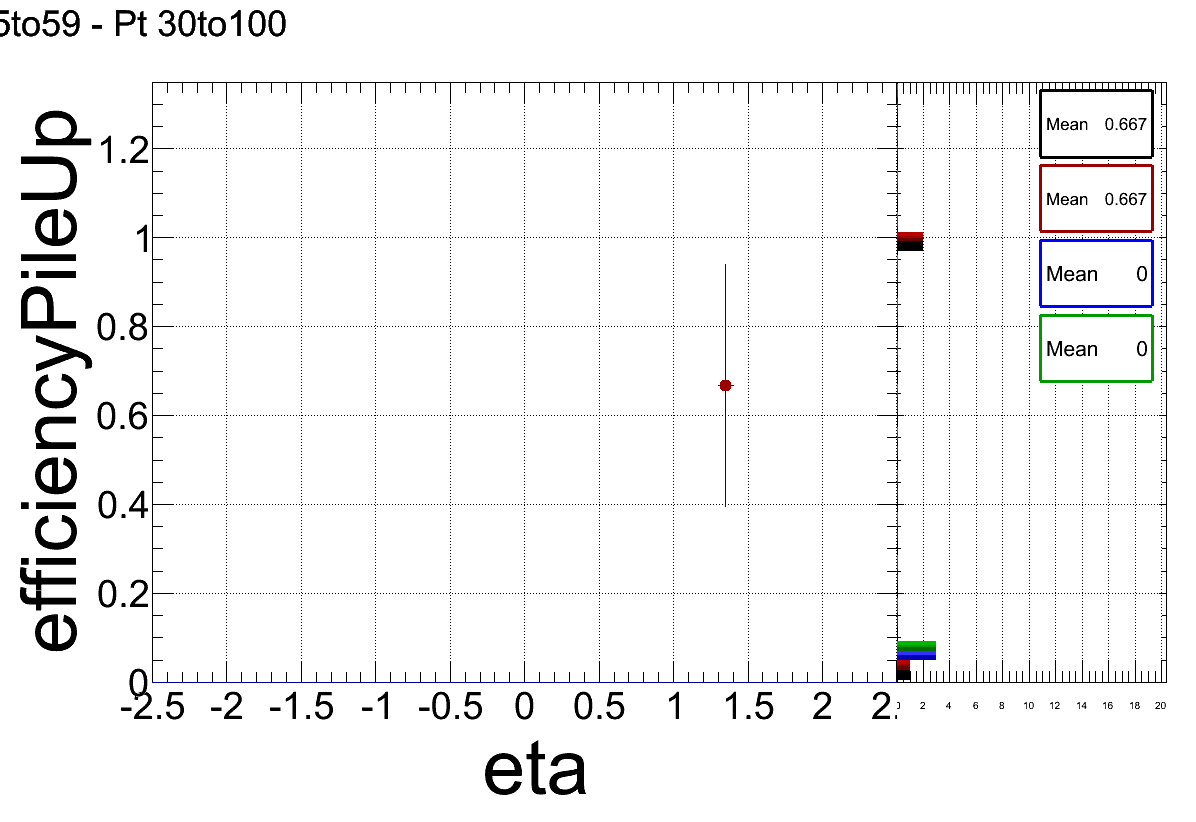 5to59 - Pt 30to100
efficiencyPileUp
1.2
1
0.8
0.6
0.4
0.2
0
-2.5 -2 -1.5 -1 -0.5 0 0.5 1 1.5 2 2.
eta
2 4 6 8 10 12 14 16 18 20
Mean 0.667
Mean 0.667
Mean 0
Mean 0